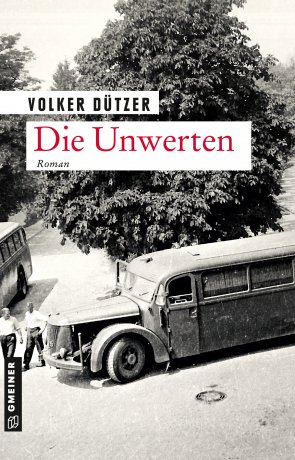 VOLKER DÜTZER
Die Unwerten
Roman
GMEINER